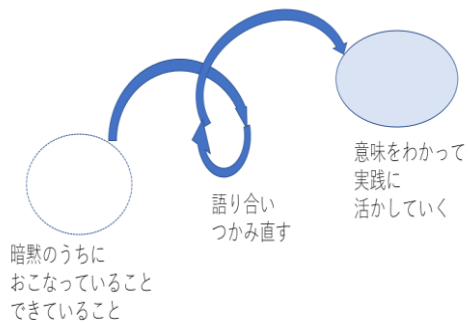 暗黙のうちに
おこなっていること
できていること
語り合い
つかみ直す
意味をわかって
実践に
活かしていく